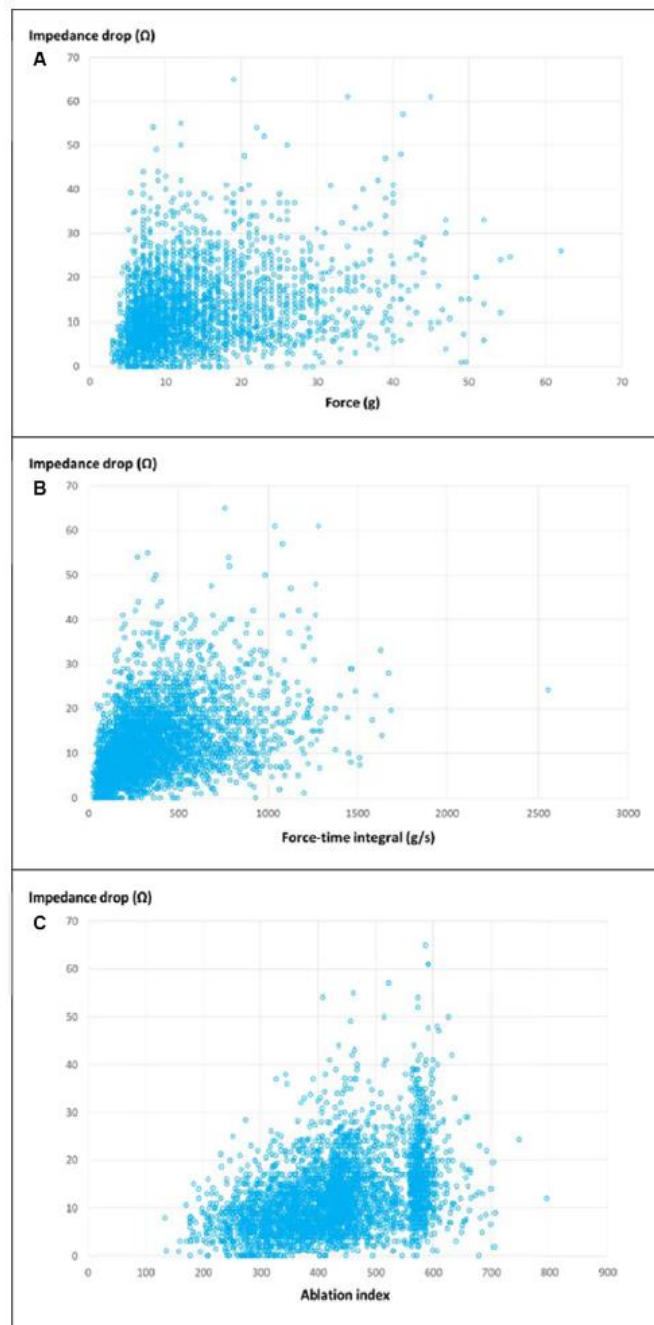 Impedance drop (Ω)
A
70
60
50
40
30
20
10
0
0 10 20 30 40 50 60 70
Force (g)
Impedance drop (Ω)
B
70
60
50
40
30
20
10
0
0 500 1000 1500 2000 2500 3000
Force-time integral (g/s)
Impedance drop (Ω)
C
70
60
50
40
30
20
10
0
0 100 200 300 400 500 600 700 800 900
Ablation index